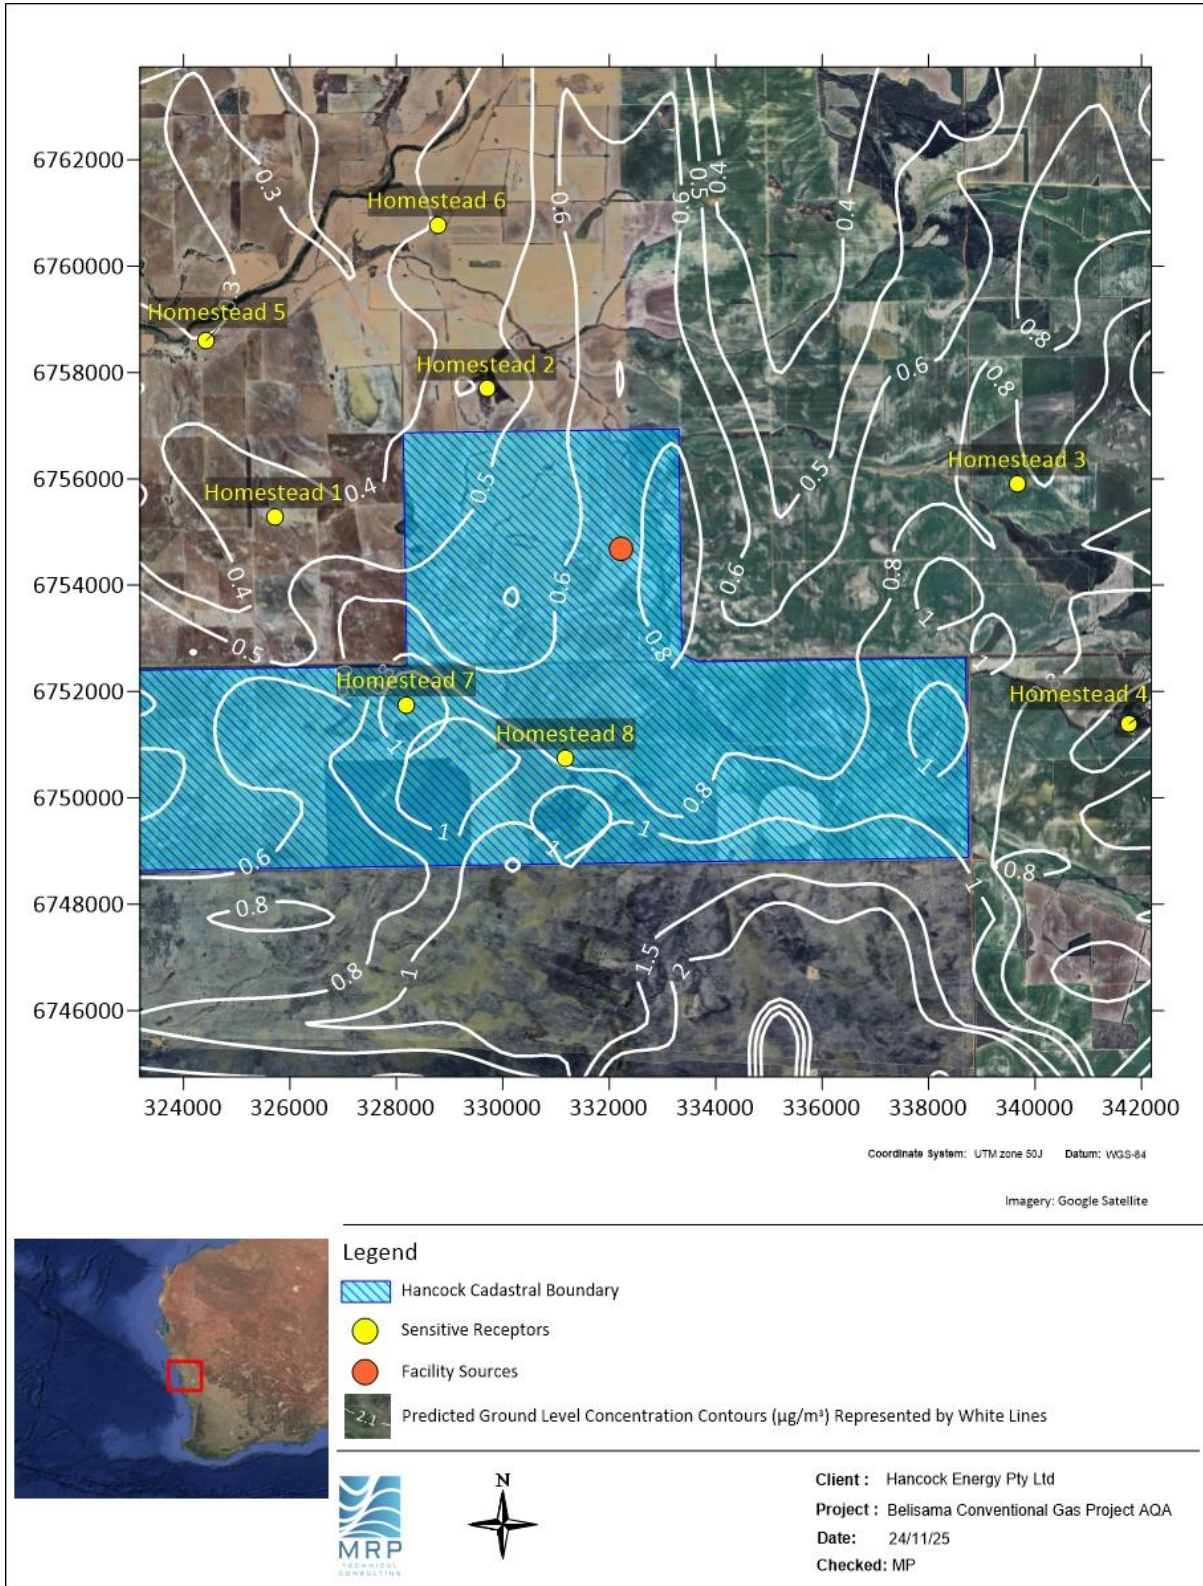 6762000
6760000
6758000
6756000
6754000
6752000
6750000
6748000
6746000
324000 326000 328000 330000 332000 334000 336000 338000 340000 342000
0.3
Homestead 6
0.6
0.6
0.5
0.4
0.4
0.3
Homestead 5
0.8
Homestead 2
0.6
0.8
Homestead 3
0.5
0.5
Homestead 1
0.4
0.4
0.6
0.6
0.8
1
0.5
0.8
1
Homestead 7
Homestead 4
1
Homestead 8
1
0.8
1
1
1
0.6
0.8
1
0.8
0.8
1
1.5
2
Coordinate System: UTM zone 50J Datum: WGS-84
Imagery: Google Satellite
Legend
Hancock Cadastral Boundary
Sensitive Receptors
Facility Sources
2.1
Predicted Ground Level Concentration Contours (µg/m³) Represented by White Lines
MRP
TECHNICAL
CONSULTING
N
Client : Hancock Energy Pty Ltd
Project : Belisama Conventional Gas Project AQA
Date: 24/11/25
Checked: MP